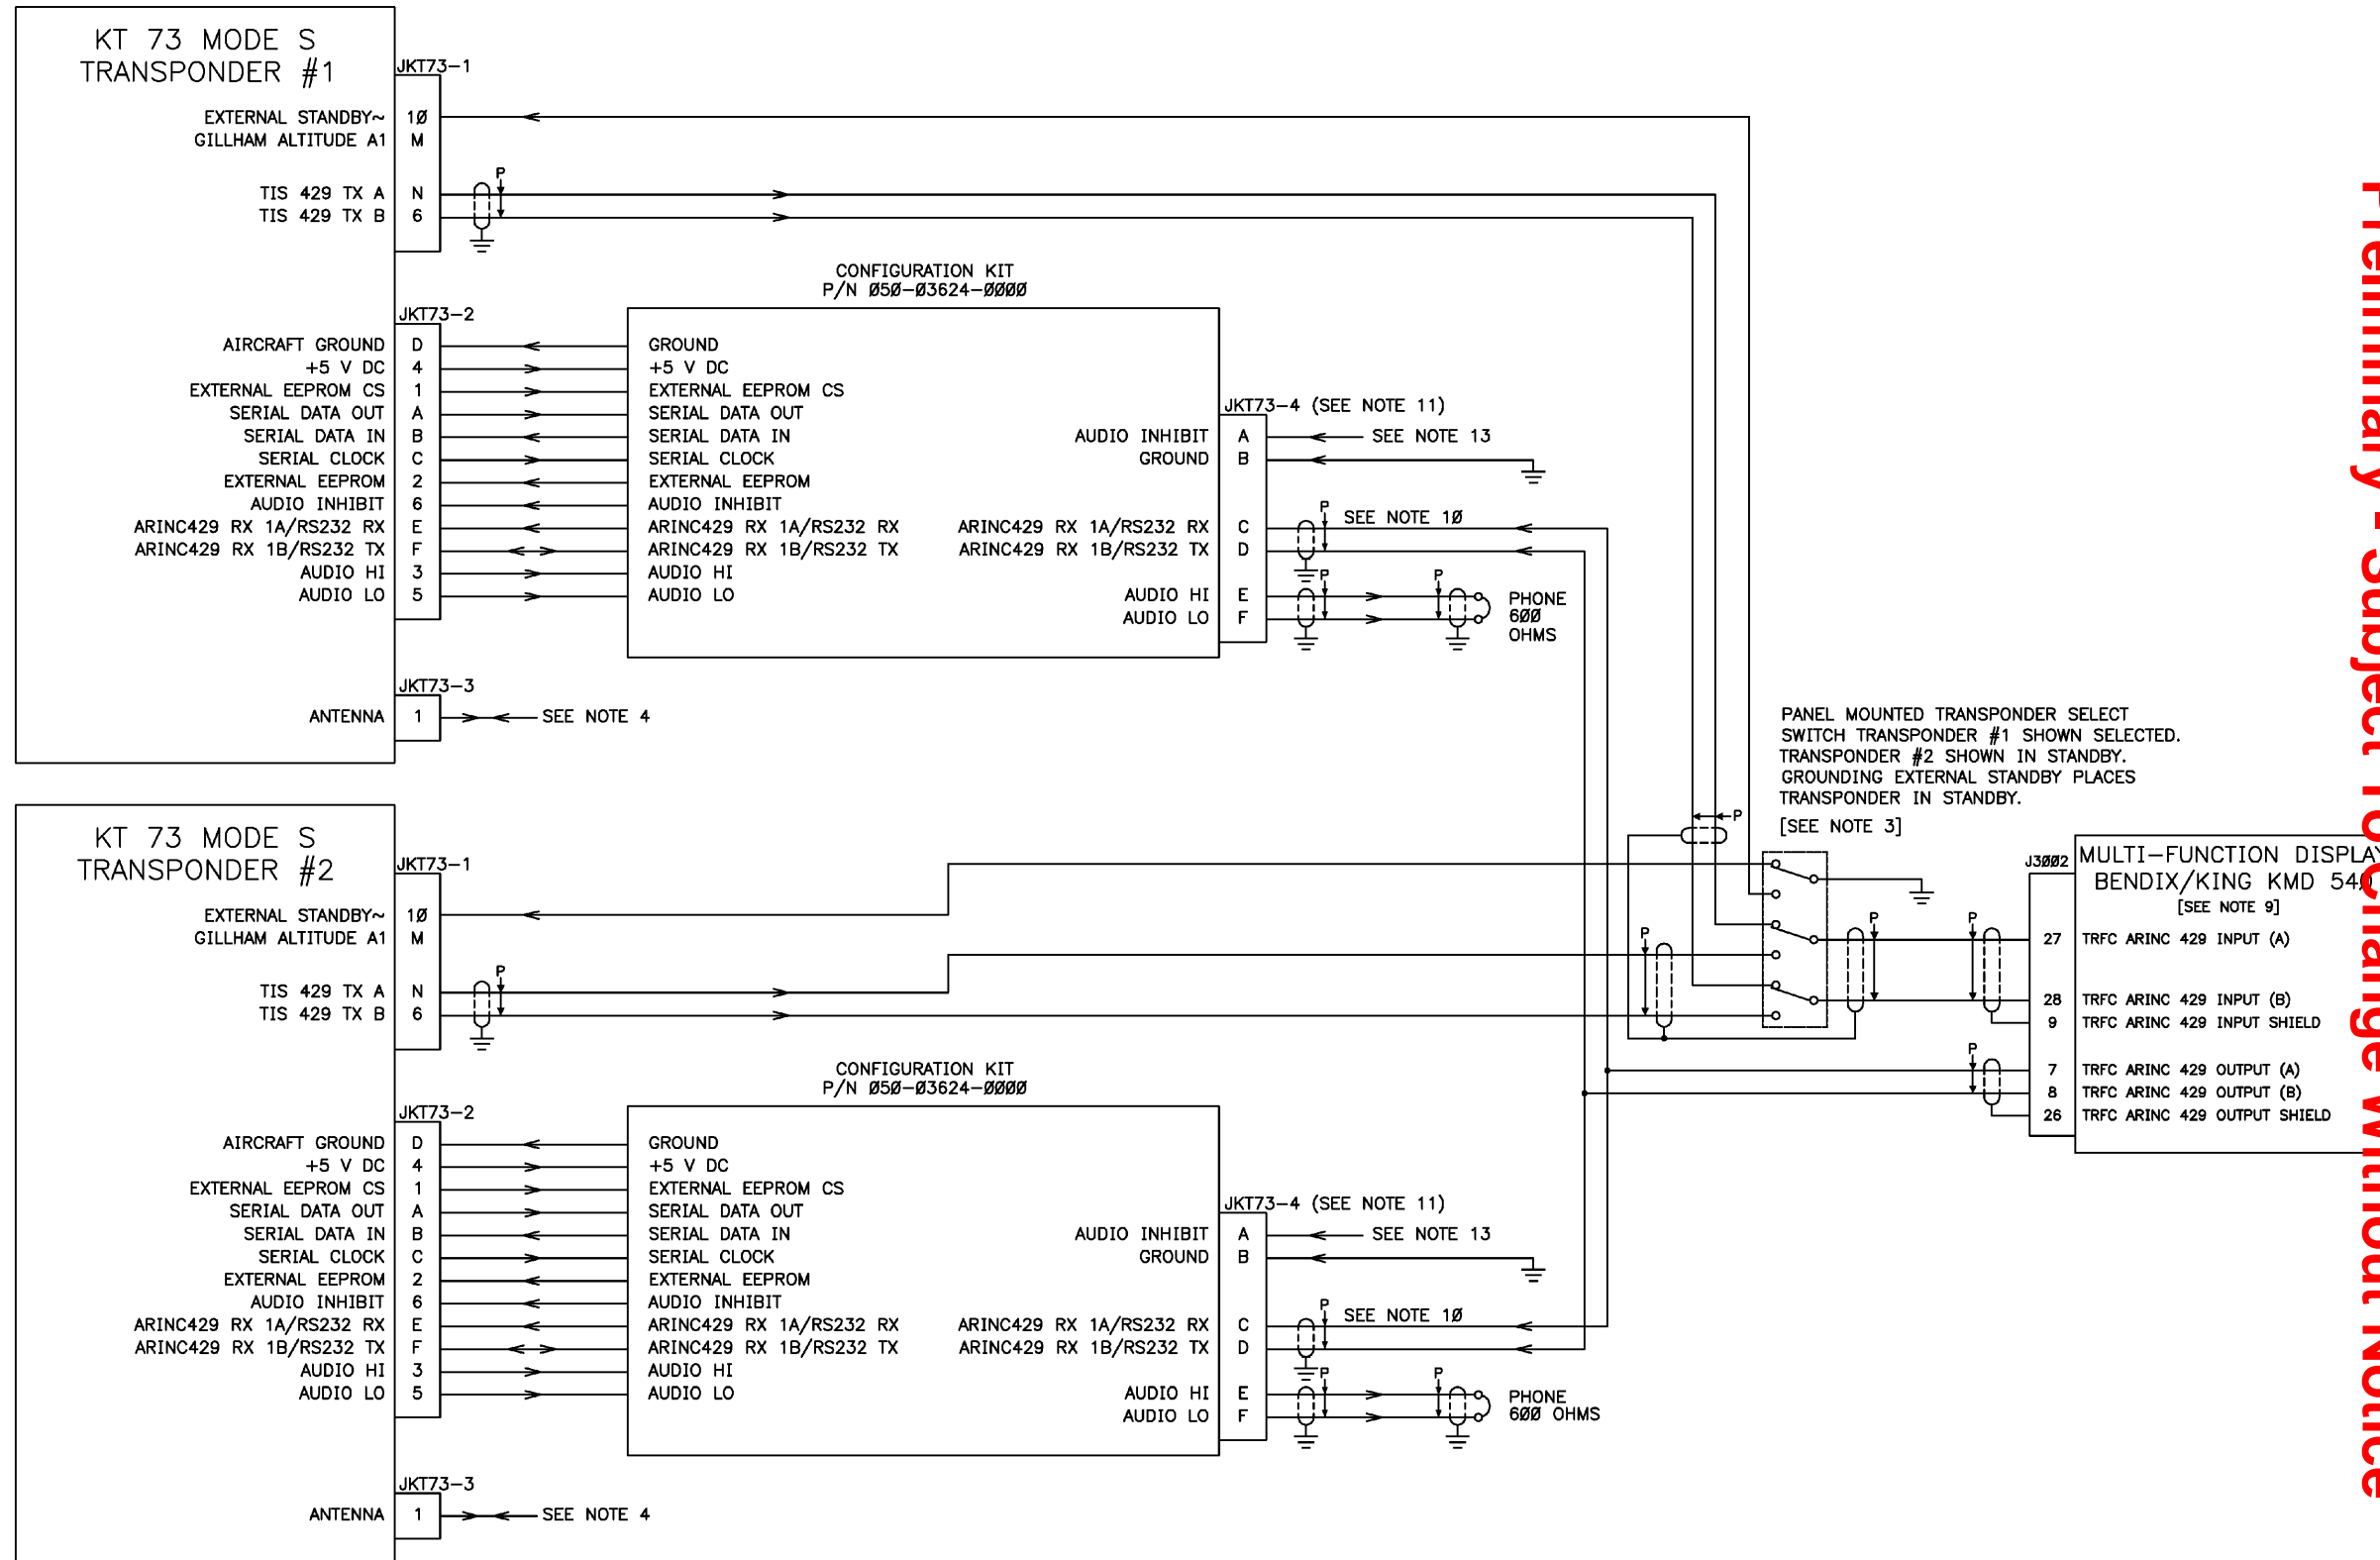 KT 73 MODE S
TRANSPONDER #1
JKT73-1
EXTERNAL STANDBY~ 1Ø
GILLHAM ALTITUDE A1 M
P
TIS 429 TX A N
TIS 429 TX B 6
CONFIGURATION KIT
P/N Ø5Ø-Ø3624-ØØØØ
JKT73-2
AIRCRAFT GROUND D GROUND
+5 V DC 4 +5 V DC
EXTERNAL EEPROM CS 1 EXTERNAL EEPROM CS
SERIAL DATA OUT A SERIAL DATA OUT
JKT73-4 (SEE NOTE 11)
SERIAL DATA IN B SERIAL DATA IN AUDIO INHIBIT A SEE NOTE 13
SERIAL CLOCK C SERIAL CLOCK GROUND B
EXTERNAL EEPROM 2 EXTERNAL EEPROM
AUDIO INHIBIT 6 AUDIO INHIBIT
P
SEE NOTE 1Ø
ARINC429 RX 1A/RS232 RX E ARINC429 RX 1A/RS232 RX ARINC429 RX 1A/RS232 RX C
ARINC429 RX 1B/RS232 TX F ARINC429 RX 1B/RS232 TX ARINC429 RX 1B/RS232 TX D
AUDIO HI 3 AUDIO HI
P P
AUDIO LO 5 AUDIO LO AUDIO HI E
AUDIO LO F
PHONE
6ØØ
OHMS
JKT73-3
ANTENNA 1 SEE NOTE 4
PANEL MOUNTED TRANSPONDER SELECT
SWITCH TRANSPONDER #1 SHOWN SELECTED.
TRANSPONDER #2 SHOWN IN STANDBY.
GROUNDING EXTERNAL STANDBY PLACES
TRANSPONDER IN STANDBY.
[SEE NOTE 3]
P
KT 73 MODE S
TRANSPONDER #2
JKT73-1
EXTERNAL STANDBY~ 1Ø
GILLHAM ALTITUDE A1 M
P
TIS 429 TX A N
TIS 429 TX B 6
P
P P
J3ØØ2
MULTI-FUNCTION DISPLAY
BENDIX/KING KMD 54Ø
[SEE NOTE 9]
27 TRFC ARINC 429 INPUT (A)
28 TRFC ARINC 429 INPUT (B)
9 TRFC ARINC 429 INPUT SHIELD
P
7 TRFC ARINC 429 OUTPUT (A)
8 TRFC ARINC 429 OUTPUT (B)
26 TRFC ARINC 429 OUTPUT SHIELD
CONFIGURATION KIT
P/N Ø5Ø-Ø3624-ØØØØ
JKT73-2
AIRCRAFT GROUND D GROUND
+5 V DC 4 +5 V DC
EXTERNAL EEPROM CS 1 EXTERNAL EEPROM CS
SERIAL DATA OUT A SERIAL DATA OUT
JKT73-4 (SEE NOTE 11)
SERIAL DATA IN B SERIAL DATA IN AUDIO INHIBIT A SEE NOTE 13
SERIAL CLOCK C SERIAL CLOCK GROUND B
EXTERNAL EEPROM 2 EXTERNAL EEPROM
AUDIO INHIBIT 6 AUDIO INHIBIT
P
SEE NOTE 1Ø
ARINC429 RX 1A/RS232 RX E ARINC429 RX 1A/RS232 RX ARINC429 RX 1A/RS232 RX C
ARINC429 RX 1B/RS232 TX F ARINC429 RX 1B/RS232 TX ARINC429 RX 1B/RS232 TX D
AUDIO HI 3 AUDIO HI
P P
AUDIO LO 5 AUDIO LO AUDIO HI E
AUDIO LO F
PHONE
6ØØ OHMS
JKT73-3
ANTENNA 1 SEE NOTE 4
Preliminary - Subject To Change Without Notice